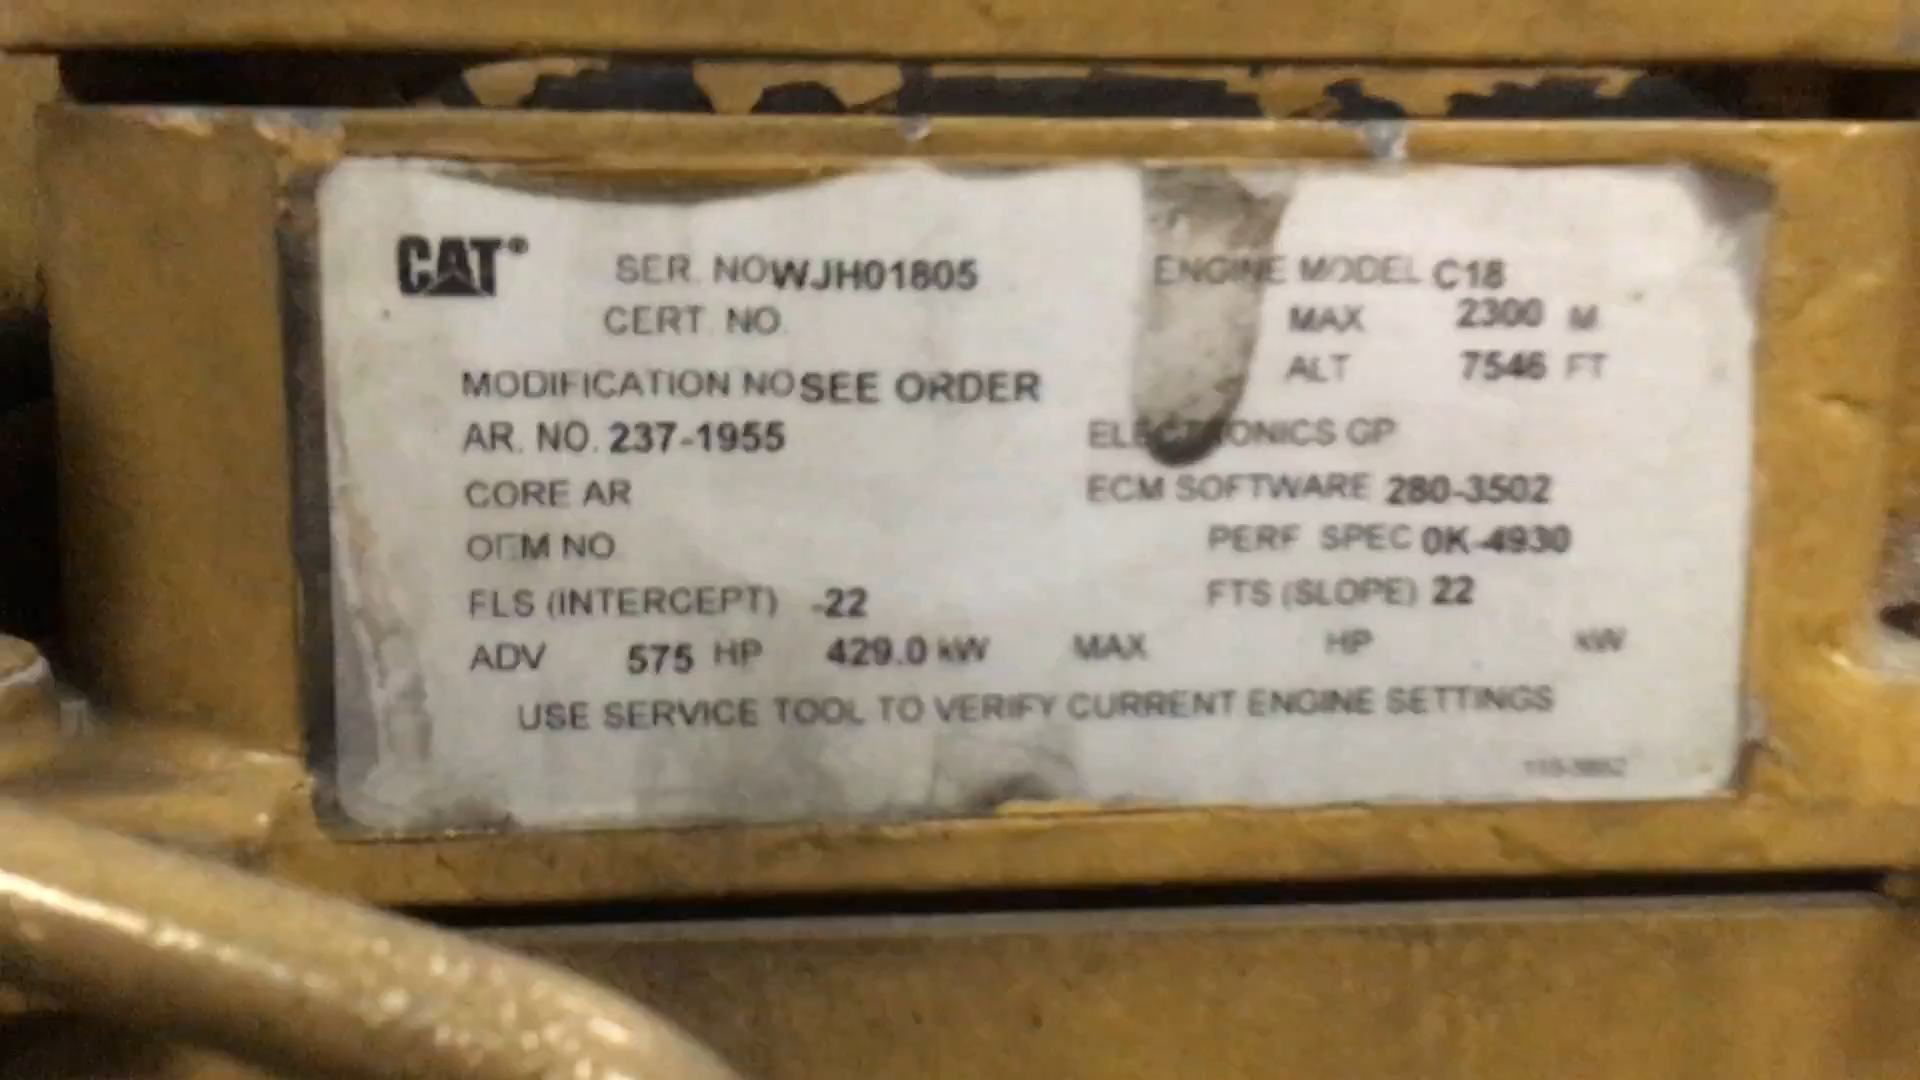 CAT® SER. NO WJH01805 ENGINE MODEL C18
CERT NO. MAX 2300 M
ALT 7546 FT
MODIFICATION NO SEE ORDER
AR. NO. 237-1955 ELECTRONICS GP
CORE AR ECM SOFTWARE 280-3502
OEM NO PERF SPEC 0K-4930
FLS (INTERCEPT) -22 FTS (SLOPE) 22
ADV 575 HP 429.0 kW MAX HP kW
USE SERVICE TOOL TO VERIFY CURRENT ENGINE SETTINGS